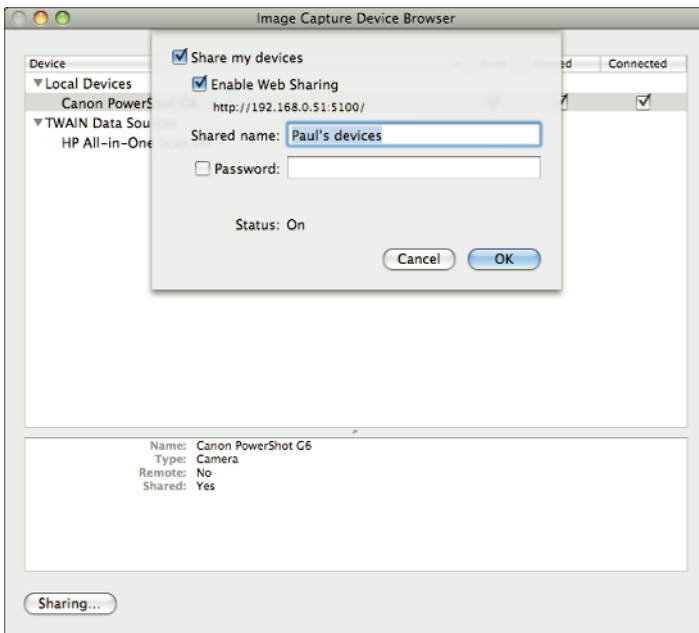 Image Capture Device Browser
Share my devices
Device Connected
Local Devices
Enable Web Sharing
Canon PowerS
http://192.168.0.51:5100/
TWAIN Data Sou
Shared name: Paul's devices
HP All-in-One
Password:
Status: On
Cancel OK
Name: Canon PowerShot G6
Type: Camera
Remote: No
Shared: Yes
Sharing...